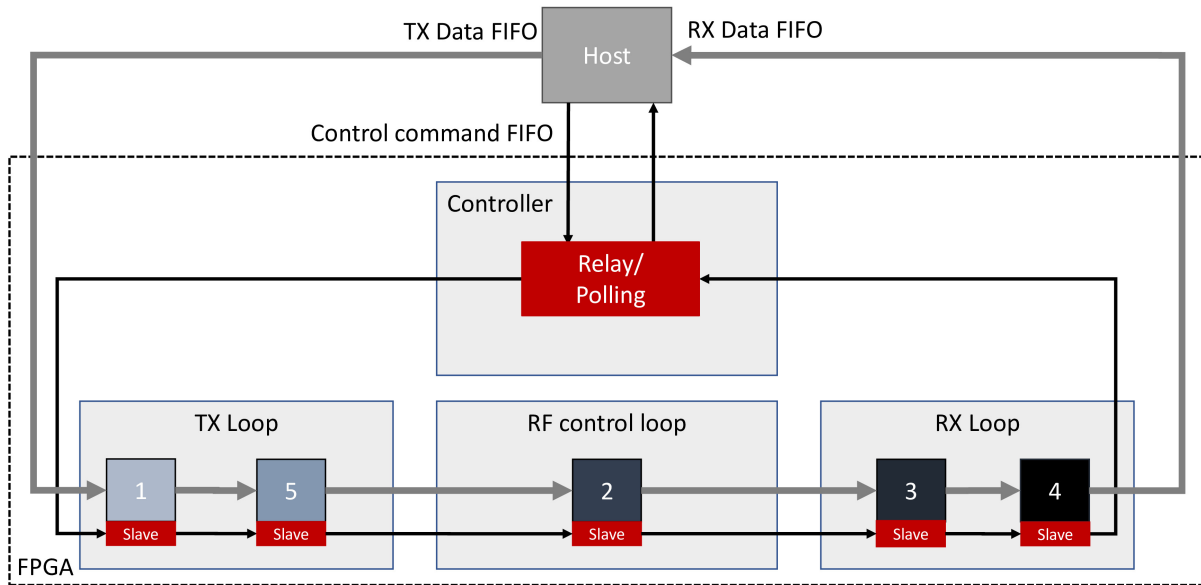 TX Data FIFO
RX Data FIFO
Host
Control command FIFO
Controller
Relay/
Polling
TX Loop
RF control loop
RX Loop
1
5
2
3
4
Slave
Slave
Slave
Slave
Slave
FPGA